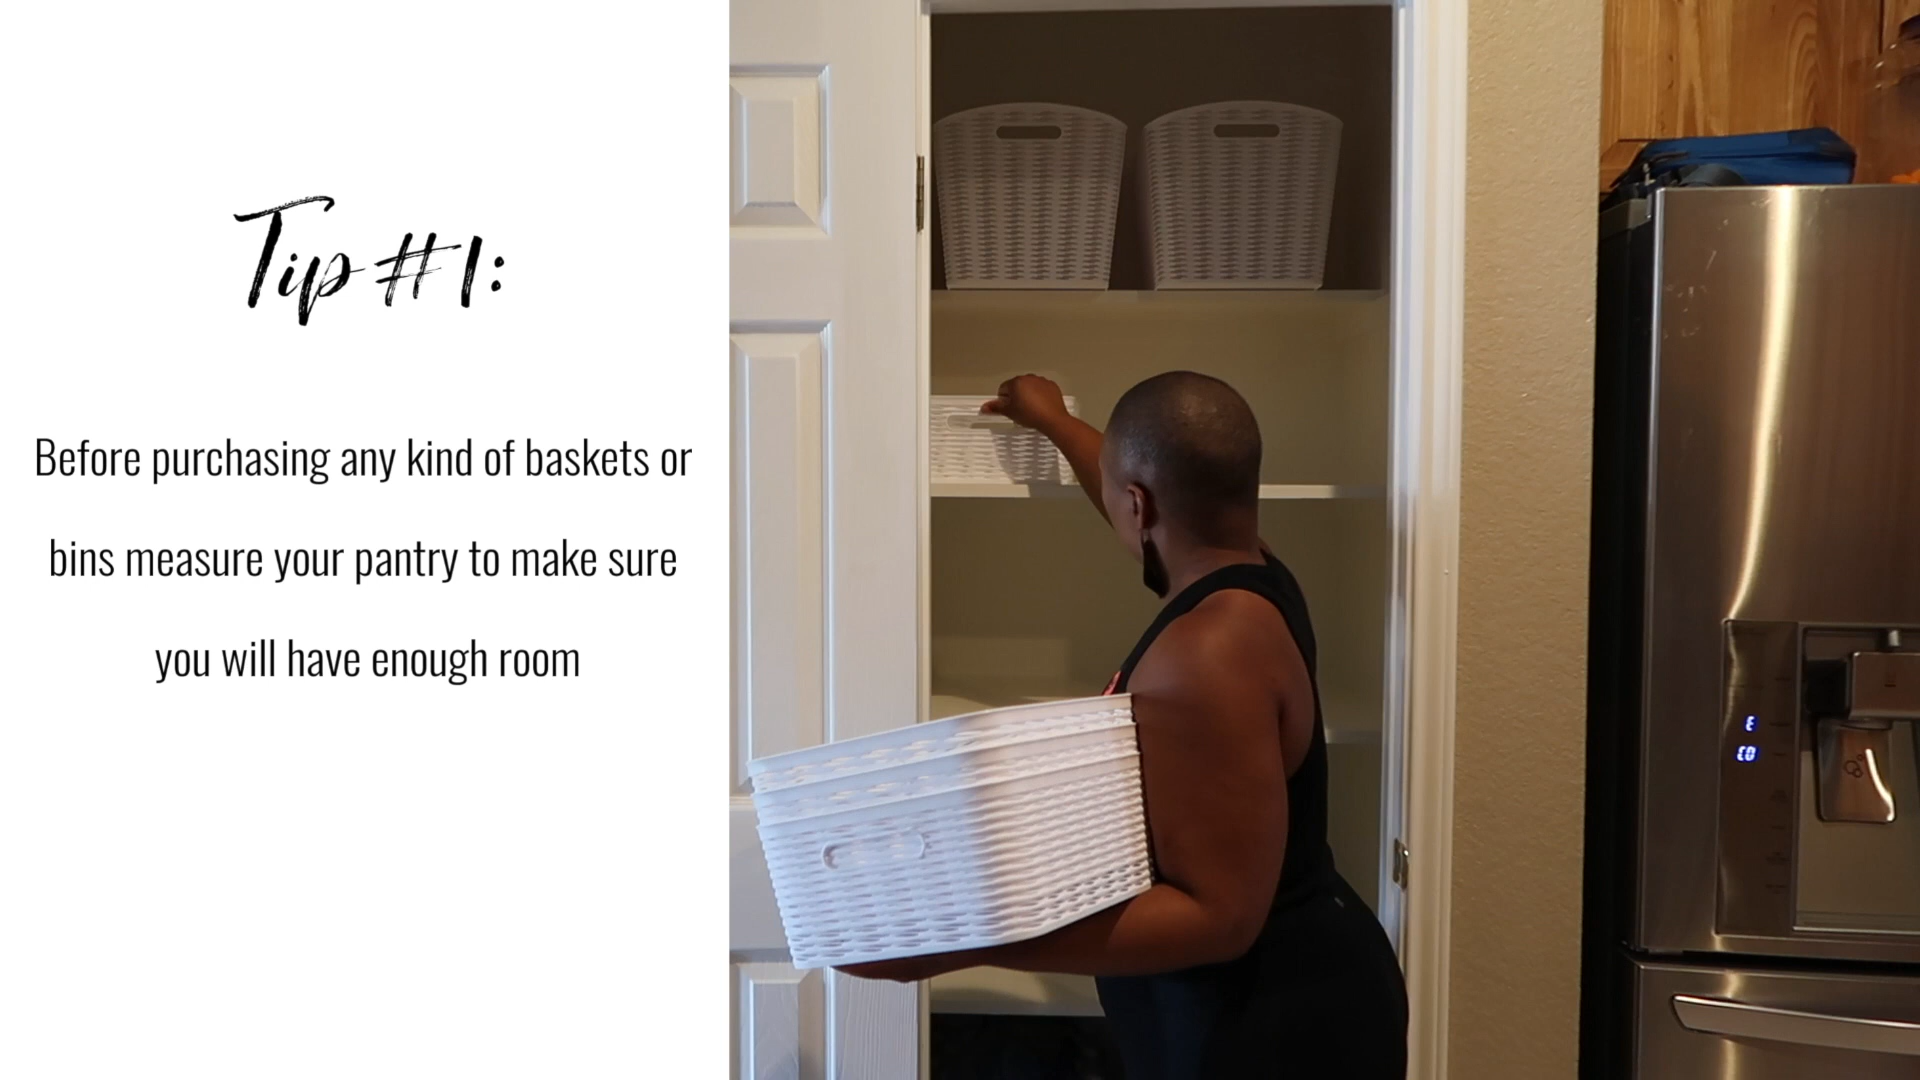 Tip #1:
Before purchasing any kind of baskets or
bins measure your pantry to make sure
you will have enough room
E
CO